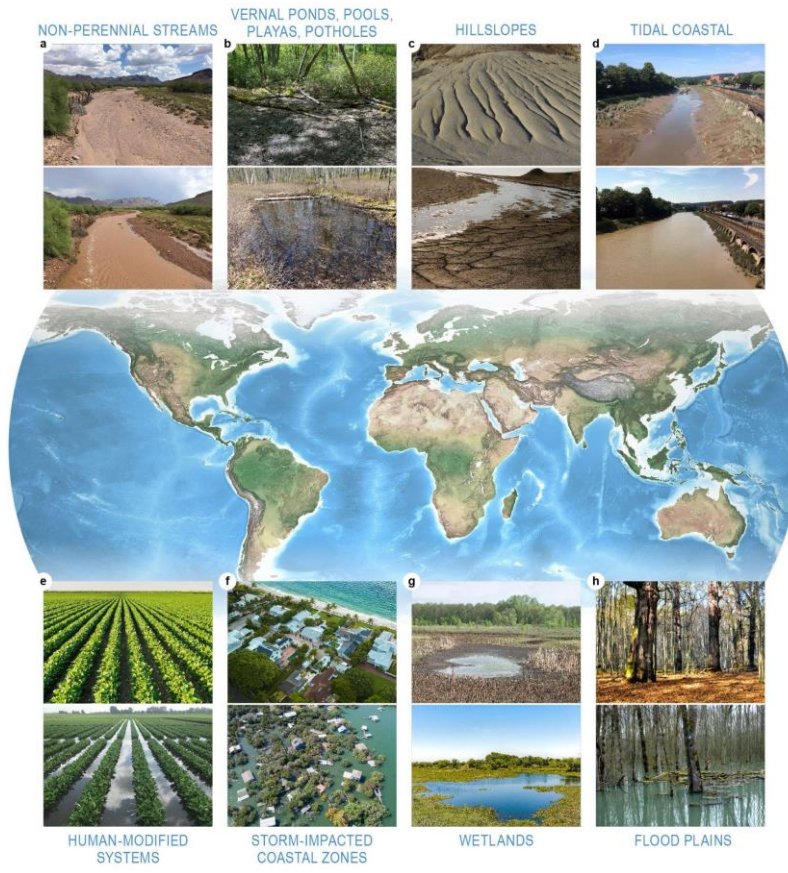 NON-PERENNIAL STREAMS
VERNAL PONDS, POOLS,
PLAYAS, POTHOLES
HILLSLOPES
TIDAL COASTAL
a
b
c
d
e
f
g
h
HUMAN-MODIFIED
SYSTEMS
STORM-IMPACTED
COASTAL ZONES
WETLANDS
FLOOD PLAINS